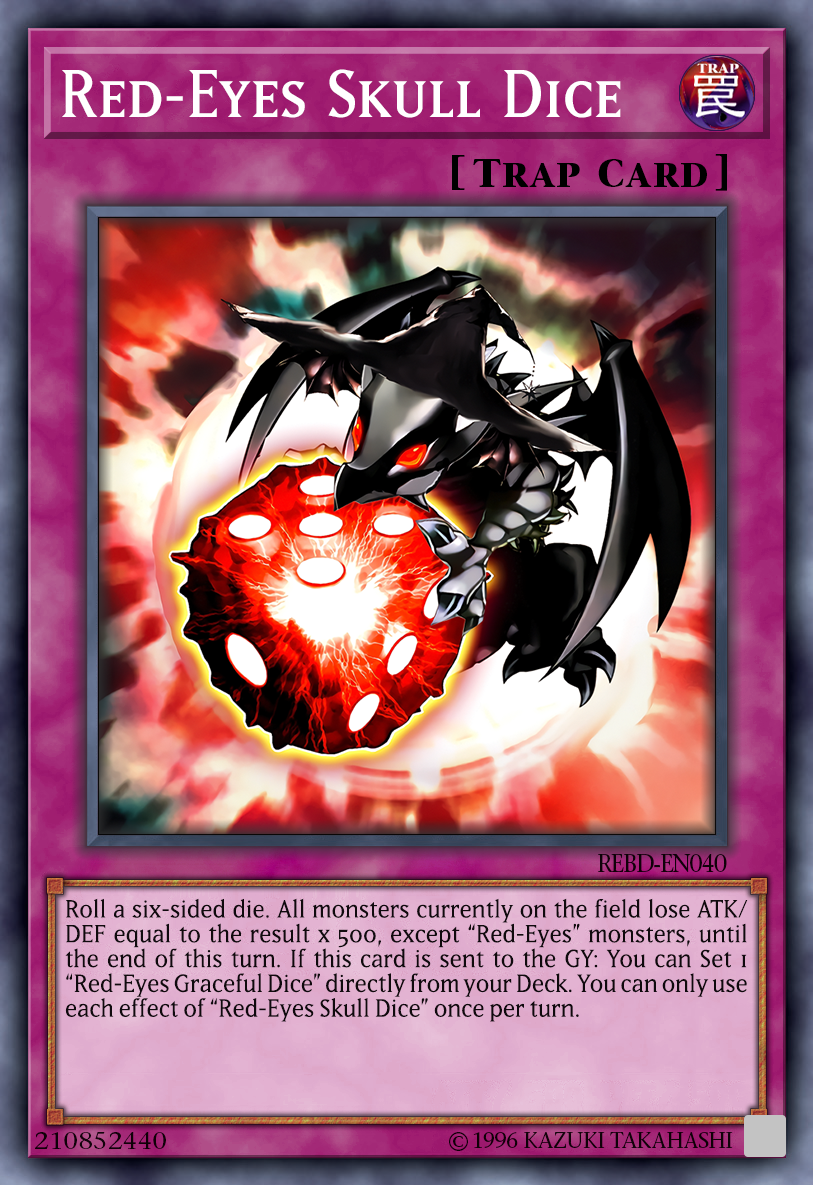 Red-Eyes Skull Dice
TRAP
罠
[Trap Card]
REBD-EN040
Roll a six-sided die. All monsters currently on the field lose ATK/
DEF equal to the result x 500, except “Red-Eyes” monsters, until
the end of this turn. If this card is sent to the GY: You can Set 1
“Red-Eyes Graceful Dice” directly from your Deck. You can only use
each effect of “Red-Eyes Skull Dice” once per turn.
210852440
© 1996 KAZUKI TAKAHASHI